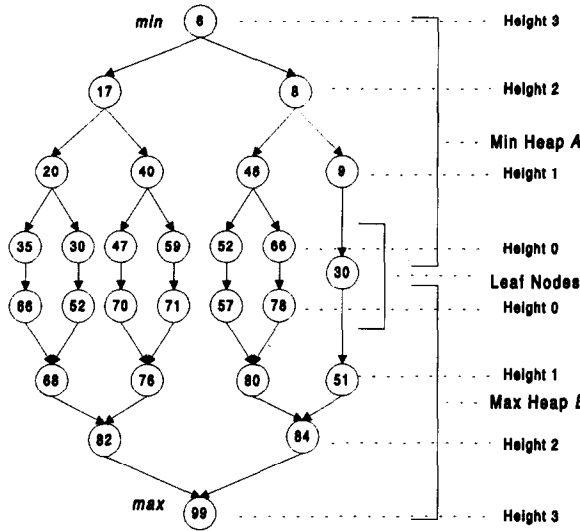 min 6 Height 3
17 8 Height 2
Min Heap A
20 40 46 9 Height 1
35 30 47 59 52 66 Height 0
30 Leaf Nodes
66 52 70 71 57 78 Height 0
68 76 80 51 Height 1
Max Heap B
82 84 Height 2
max 99 Height 3